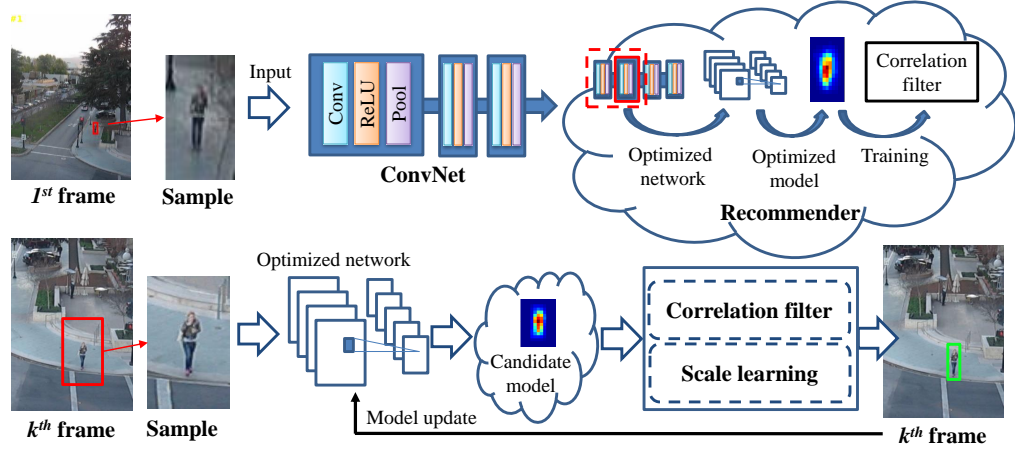 #1
Input
Conv
ReLU
Pool
ConvNet
Correlation
filter
Optimized
network
Optimized
model
Training
Recommender
1st frame
Sample
Optimized network
Candidate
model
Correlation filter
Scale learning
Model update
kth frame
Sample
kth frame